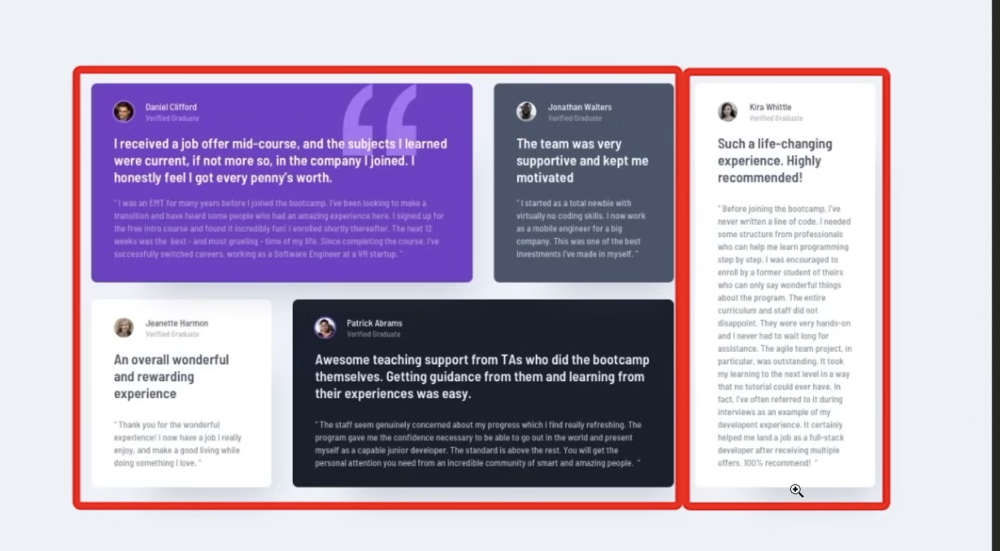 Daniel Clifford
Verified Graduate
I received a job offer mid-course, and the subjects I learned
were current, if not more so, in the company I joined. I
honestly feel I got every penny's worth.
“ I was an EMT for many years before I joined the bootcamp. I've been looking to make a
transition and have heard some people who had an amazing experience here. I signed up for
the free intro course and found it incredibly fun! I enrolled shortly thereafter. The next 12
weeks was the best - and most grueling - time of my life. Since completing the course, I've
successfully switched careers, working as a Software Engineer at a VR startup. ”
Jonathan Walters
Verified Graduate
The team was very
supportive and kept me
motivated
“ I started as a total newbie with
virtually no coding skills. I now work
as a mobile engineer for a big
company. This was one of the best
investments I've made in myself. ”
Kira Whittle
Verified Graduate
Such a life-changing
experience. Highly
recommended!
“ Before joining the bootcamp, I've
never written a line of code. I needed
some structure from professionals
who can help me learn programming
step by step. I was encouraged to
enroll by a former student of theirs
who can only say wonderful things
about the program. The entire
curriculum and staff did not
disappoint. They were very hands-on
and I never had to wait long for
assistance. The agile team project, in
particular, was outstanding. It took
my learning to the next level in a way
that no tutorial could ever have. In
fact, I've often referred to it during
interviews as an example of my
developent experience. It certainly
helped me land a job as a full-stack
developer after receiving multiple
offers. 100% recommend! ”
Jeanette Harmon
Verified Graduate
An overall wonderful
and rewarding
experience
“ Thank you for the wonderful
experience! I now have a job I really
enjoy, and make a good living while
doing something I love. ”
Patrick Abrams
Verified Graduate
Awesome teaching support from TAs who did the bootcamp
themselves. Getting guidance from them and learning from
their experiences was easy.
“ The staff seem genuinely concerned about my progress which I find really refreshing. The
program gave me the confidence necessary to be able to go out in the world and present
myself as a capable junior developer. The standard is above the rest. You will get the
personal attention you need from an incredible community of smart and amazing people. ”